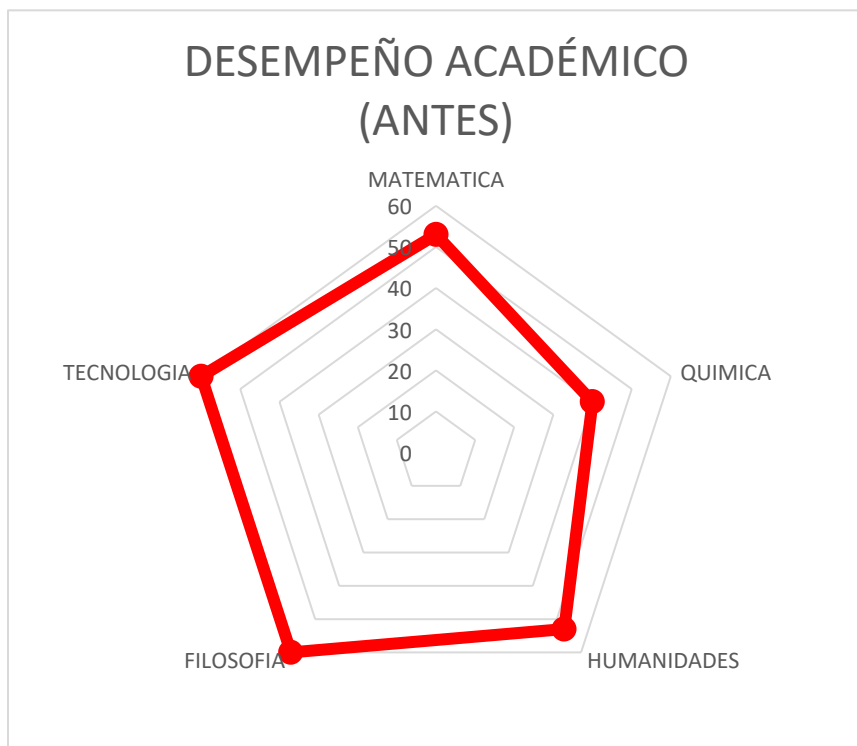 DESEMPEÑO ACADÉMICO
(ANTES)
MATEMATICA
60
50
40
30
20
10
0
TECNOLOGIA
QUIMICA
FILOSOFIA
HUMANIDADES